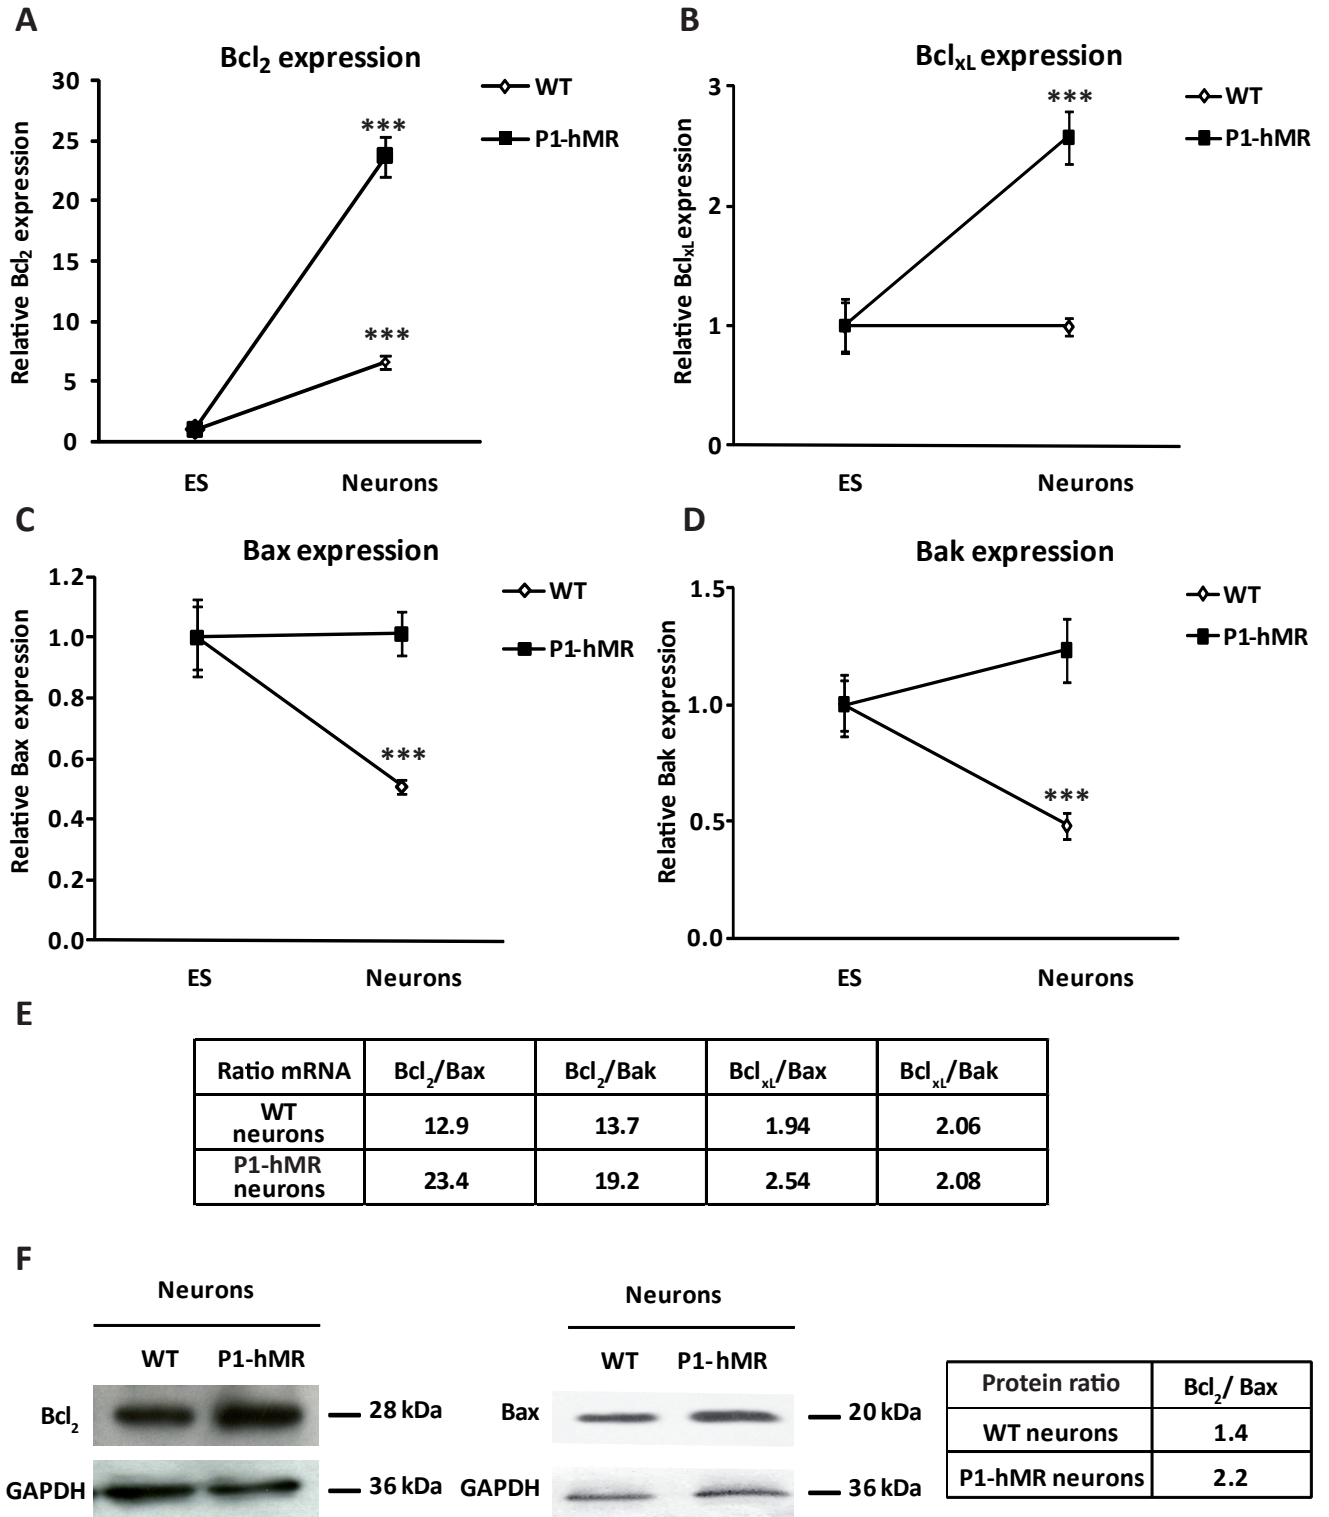 A
Bcl2 expression
Relative Bcl2 expression
30
25
20
15
10
5
0
***
***
ES Neurons
WT
P1-hMR
B
BclxL expression
Relative BclxL expression
3
2
1
0
***
ES Neurons
WT
P1-hMR
C
Bax expression
Relative Bax expression
1.2
1.0
0.8
0.6
0.4
0.2
0.0
***
ES Neurons
WT
P1-hMR
D
Bak expression
Relative Bak expression
1.5
1.0
0.5
0.0
***
ES Neurons
WT
P1-hMR
E
Ratio mRNA Bcl2/Bax Bcl2/Bak BclxL/Bax BclxL/Bak
WT
neurons 12.9 13.7 1.94 2.06
P1-hMR
neurons 23.4 19.2 2.54 2.08
F
Neurons
WT P1-hMR
Bcl2 28 kDa
GAPDH 36 kDa
Neurons
WT P1-hMR
Bax 20 kDa
GAPDH 36 kDa
Protein ratio Bcl2/ Bax
WT neurons 1.4
P1-hMR neurons 2.2